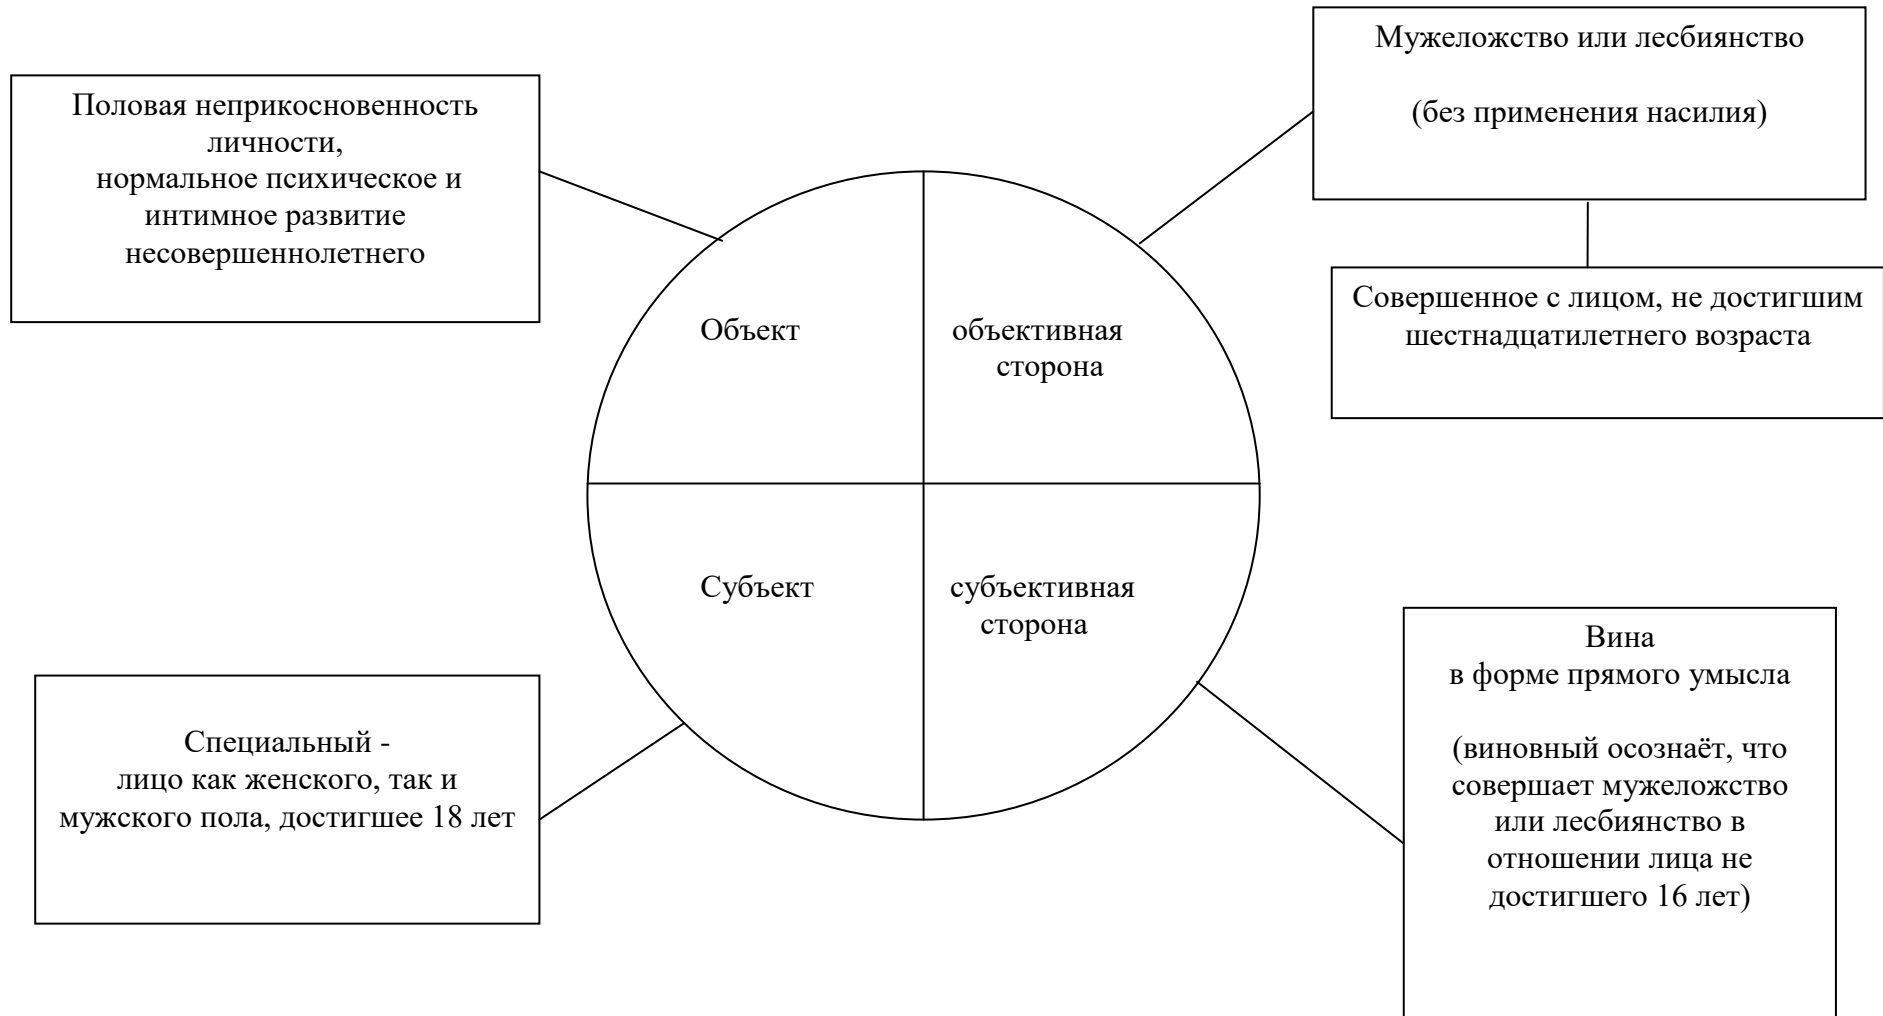 Мужеложство или лесбиянство
(без применения насилия)
Половая неприкосновенность
личности,
нормальное психическое и
интимное развитие
несовершеннолетнего
Совершенное с лицом, не достигшим
шестнадцатилетнего возраста
Объект
объективная
сторона
Субъект
субъективная
сторона
Специальный -
лицо как женского, так и
мужского пола, достигшее 18 лет
Вина
в форме прямого умысла
(виновный осознаёт, что
совершает мужеложство
или лесбиянство в
отношении лица не
достигшего 16 лет)